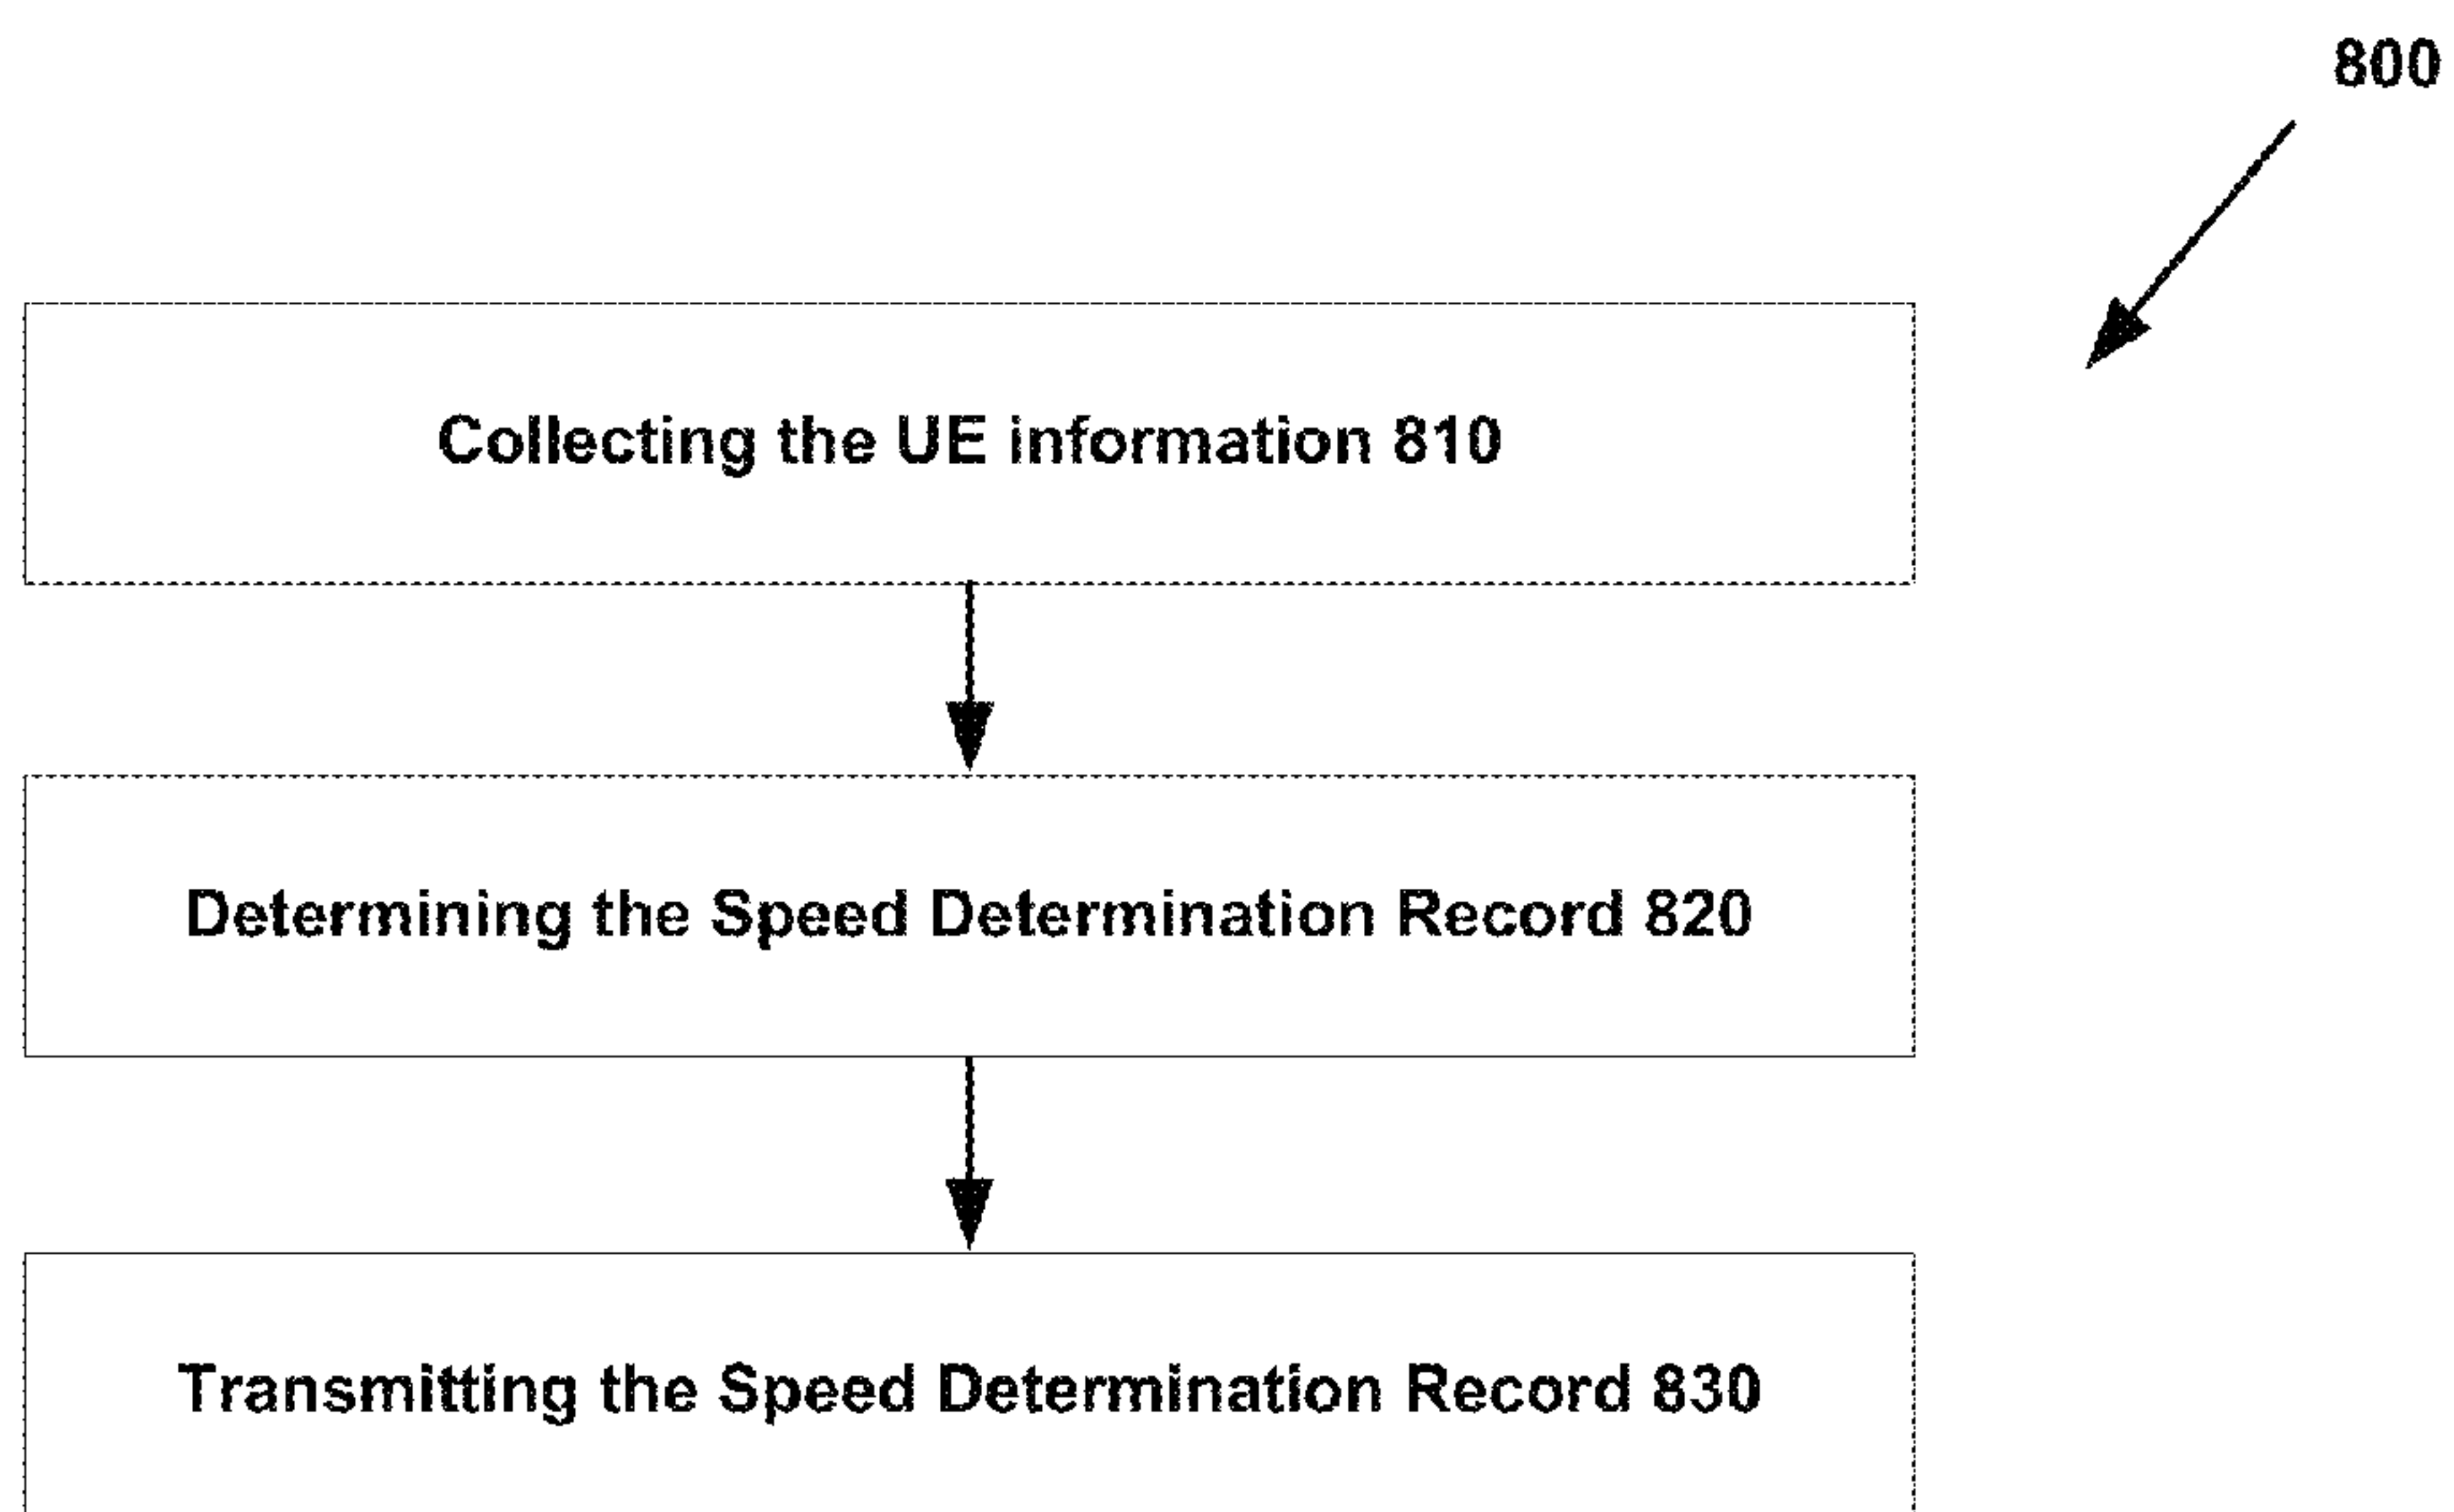 800
Collecting the UE information 810
Determining the Speed Determination Record 820
Transmitting the Speed Determination Record 830